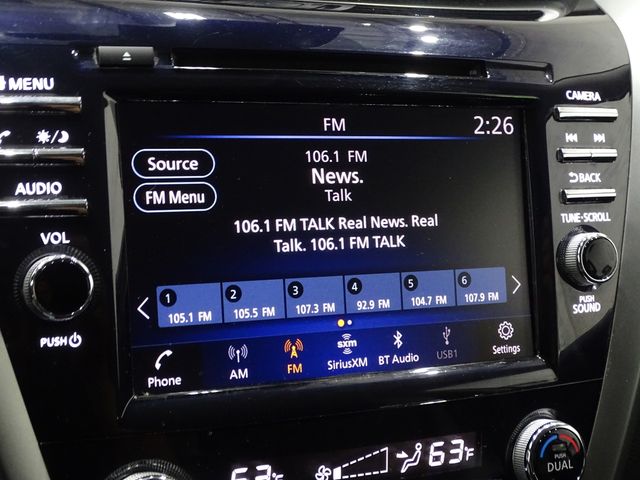 MENU
AUDIO
VOL
PUSH
FM
2:26
Source
FM Menu
106.1 FM
News.
Talk
106.1 FM TALK Real News. Real
Talk. 106.1 FM TALK
1 2 3 4 5 6
105.1 FM 105.5 FM 107.3 FM 92.9 FM 104.7 FM 107.9 FM
Phone
AM
FM
sxm
SiriusXM
BT Audio
USB1
Settings
CAMERA
BACK
TUNE·SCROLL
PUSH
SOUND
63°F
63°F
PUSH
DUAL